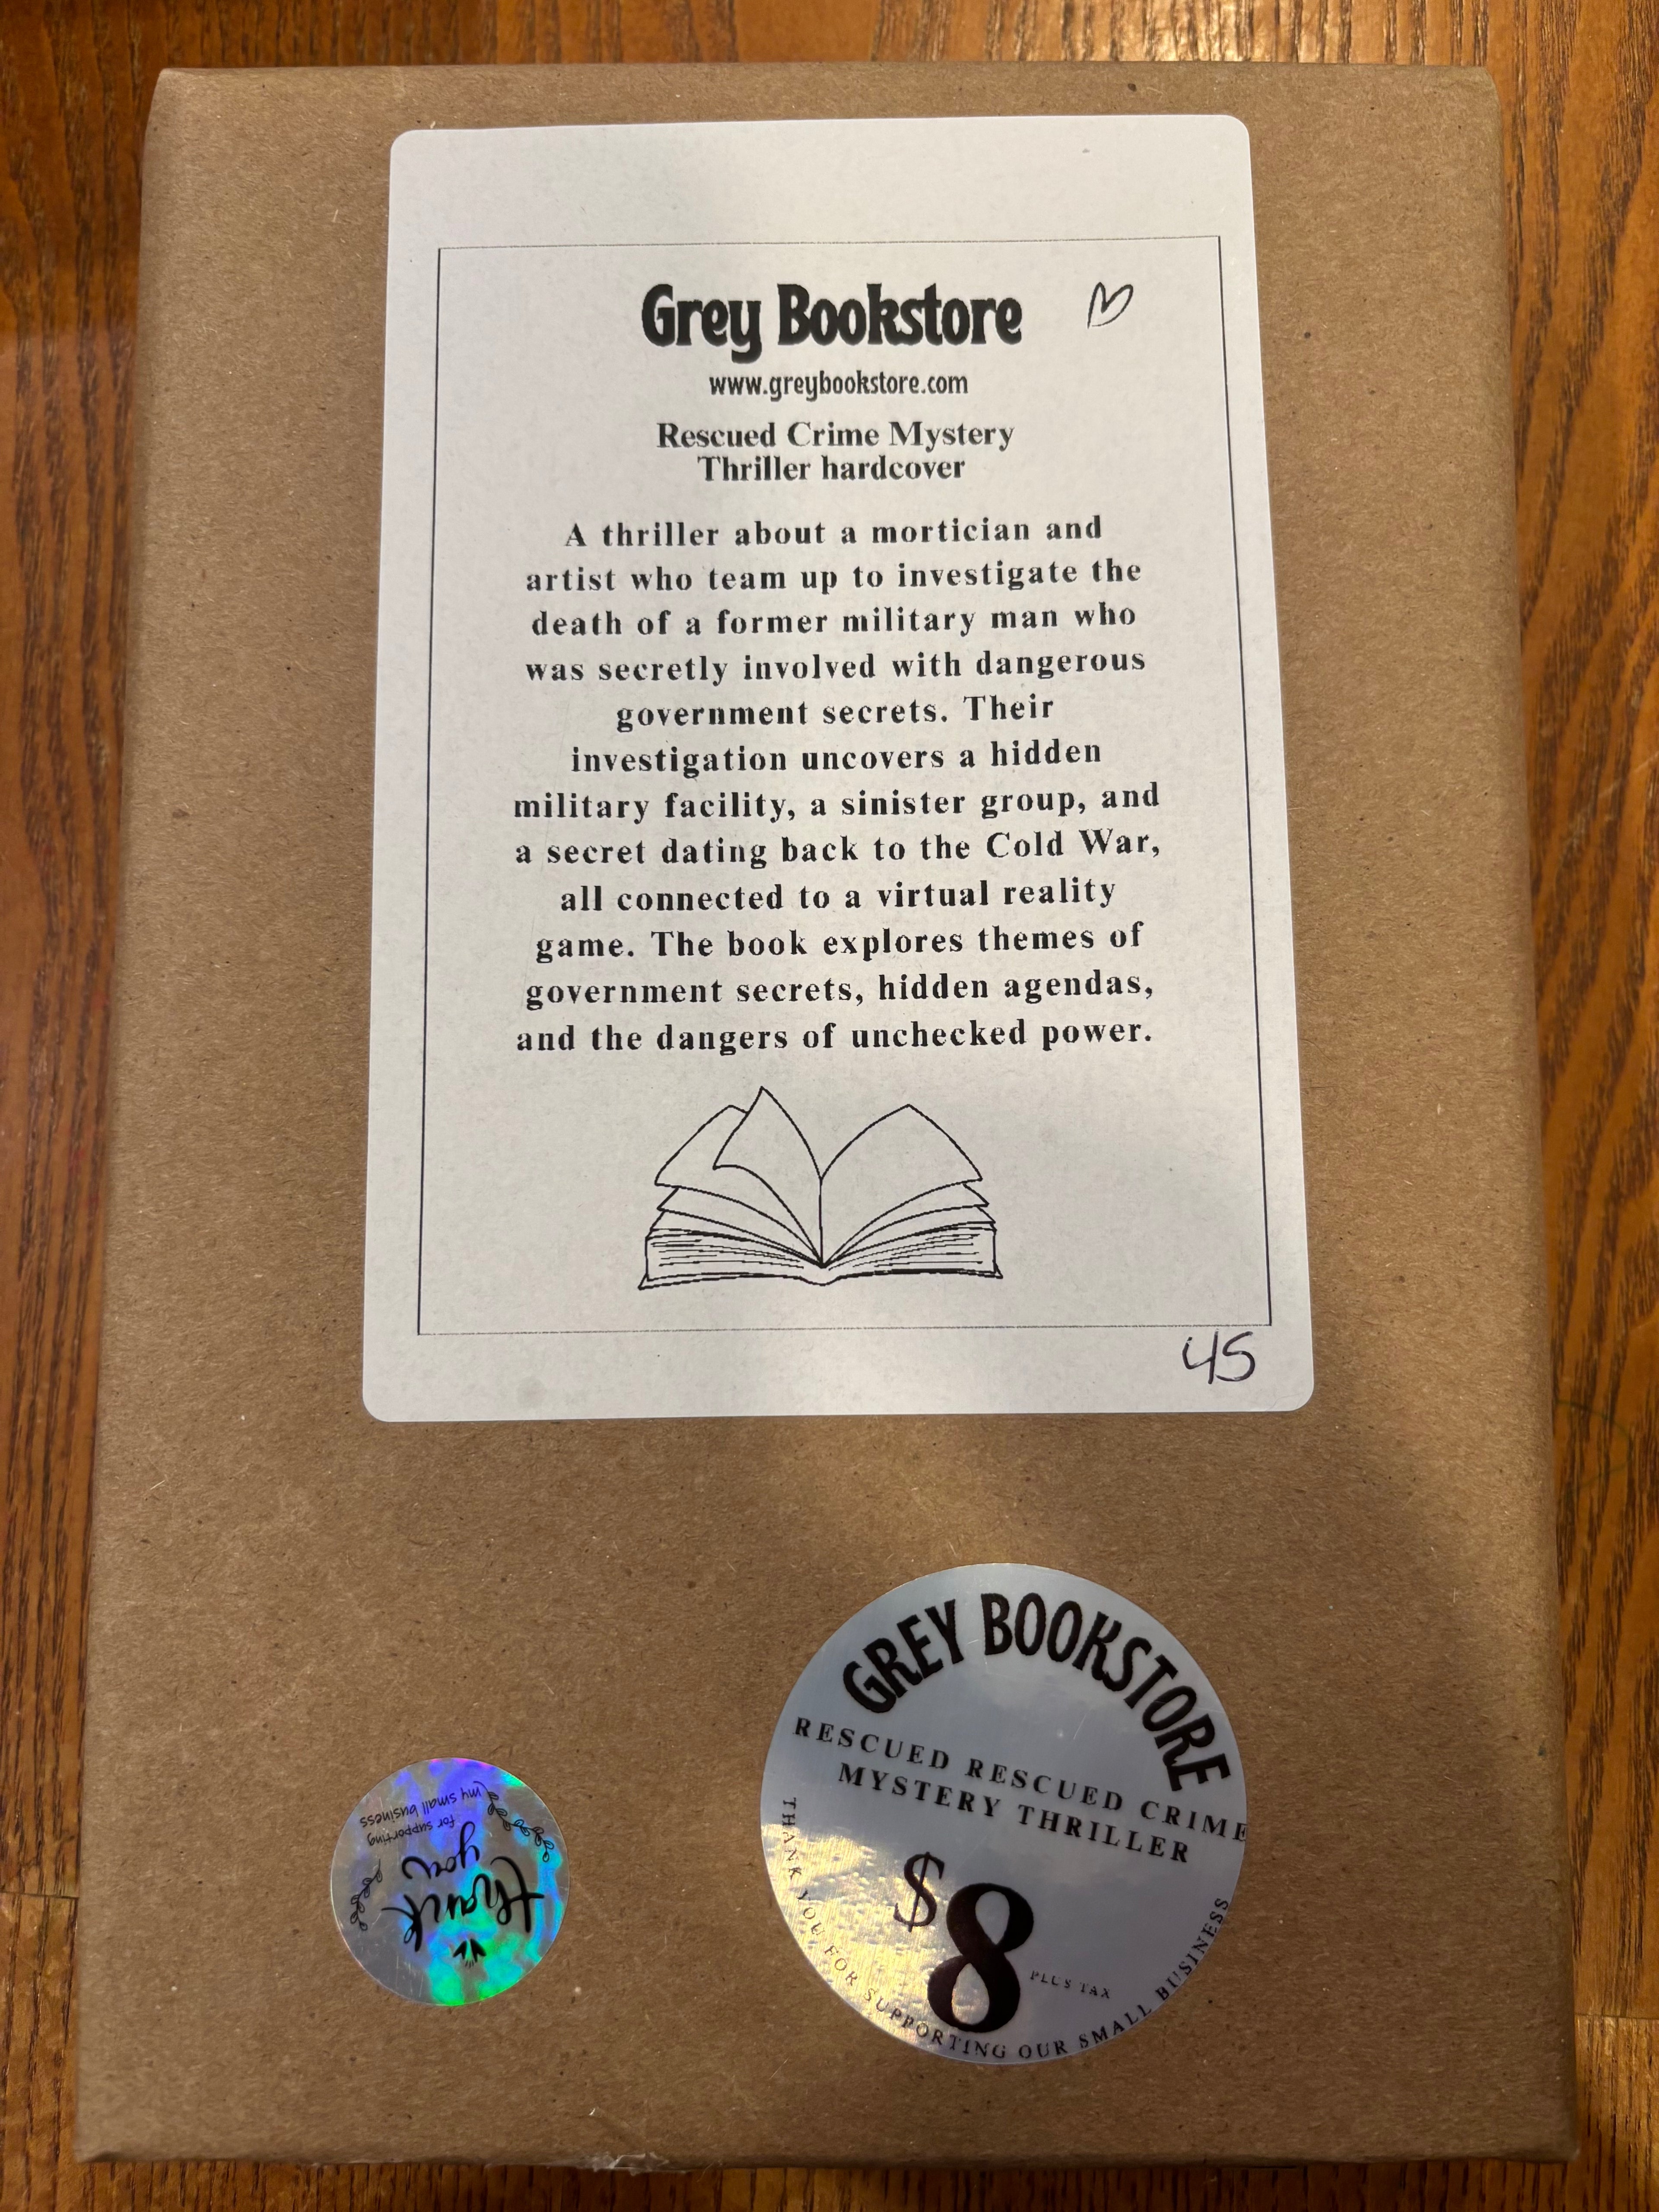 Grey Bookstore
www.greybookstore.com
Rescued Crime Mystery
Thriller hardcover
A thriller about a mortician and
artist who team up to investigate the
death of a former military man who
was secretly involved with dangerous
government secrets. Their
investigation uncovers a hidden
military facility, a sinister group, and
a secret dating back to the Cold War,
all connected to a virtual reality
game. The book explores themes of
government secrets, hidden agendas,
and the dangers of unchecked power.
45
GREY BOOKSTORE
RESCUED RESCUED CRIME
MYSTERY THRILLER
$8
PLUS TAX
THANK YOU FOR SUPPORTING OUR SMALL BUSINESS
thank
you
for supporting
my small business